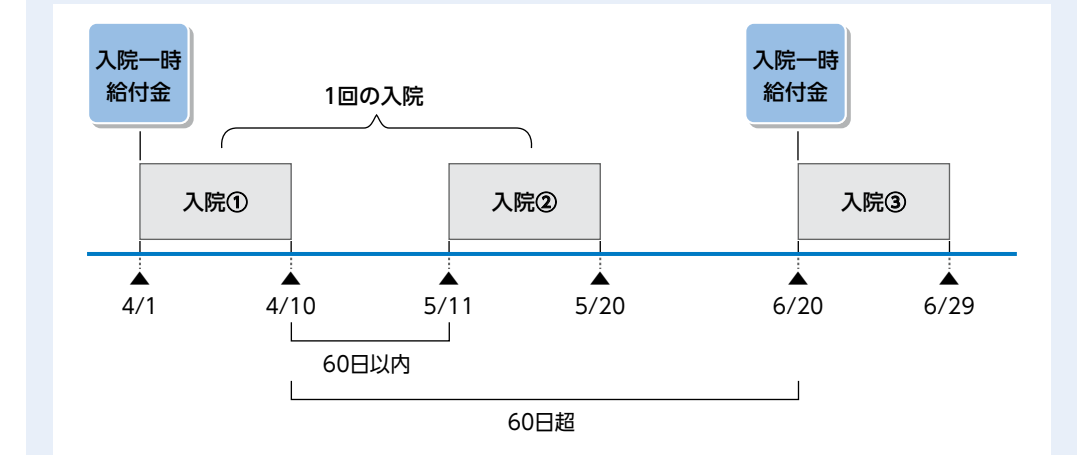 入院一時
給付金
入院一時
給付金
1回の入院
入院①
入院②
入院③
4/1
4/10
5/11
5/20
6/20
6/29
60日以内
60日超